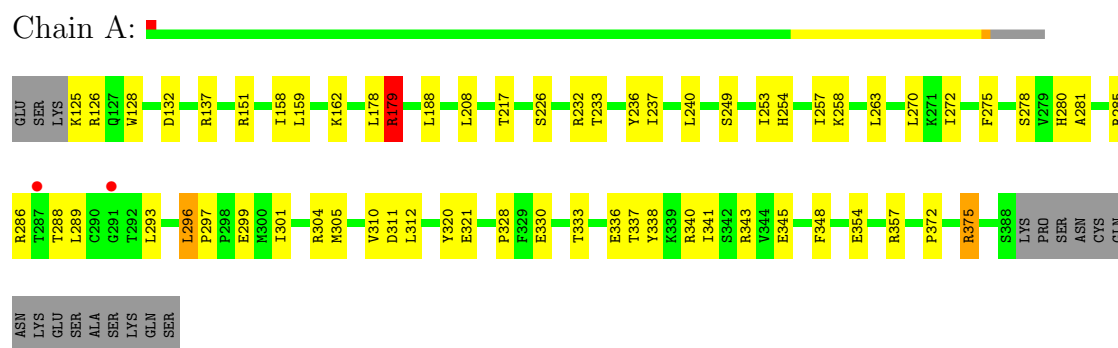 Chain A:
GLU SER LYS K125 R126 Q127 W128 D132 R137 R151 I158 L159 K162 L178 R179 L188 L208 T217 S226 R232 T233 Y236 I237 L240 S249 I253 H254 I257 K258 L263 L270 K271 I272 F275 S278 V279 H280 A281 R285
R286 T287 T288 L289 C290 G291 T292 L293 L296 P297 P298 E299 M300 I301 R304 M305 V310 D311 L312 Y320 E321 P328 F329 E330 T333 E336 T337 Y338 K339 R340 I341 S342 R343 V344 E345 F348 E354 R357 P372 R375 S388 LYS PRO SER ASN CYS GLN
ASN LYS GLU SER ALA SER LYS GLN SER